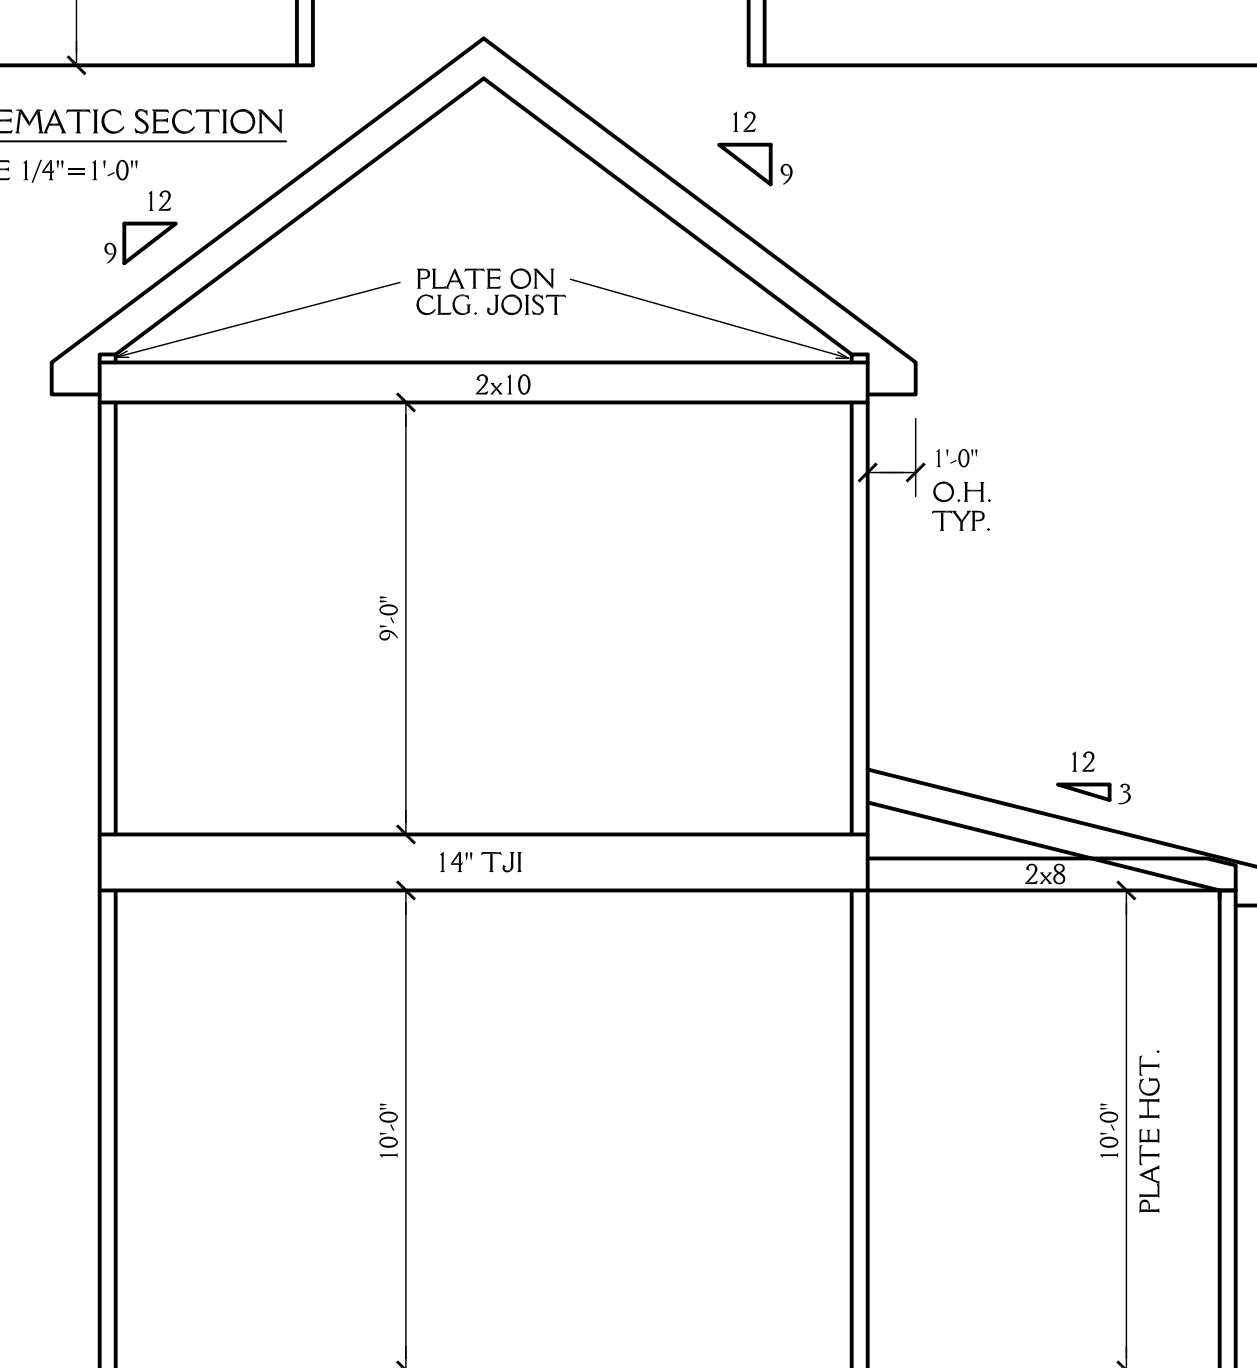 EMATIC SECTION
E 1/4"=1'-0"
12
9
12
9
PLATE ON
CLG. JOIST
2x10
1'-0"
O.H.
TYP.
9'-0"
12
3
14" TJI
2x8
10'-0"
10'-0"
PLATE HGT.